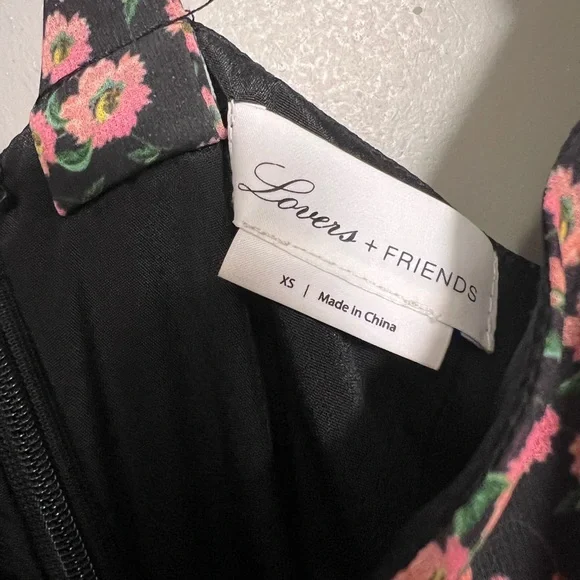 Lovers + FRIENDS
XS | Made in China